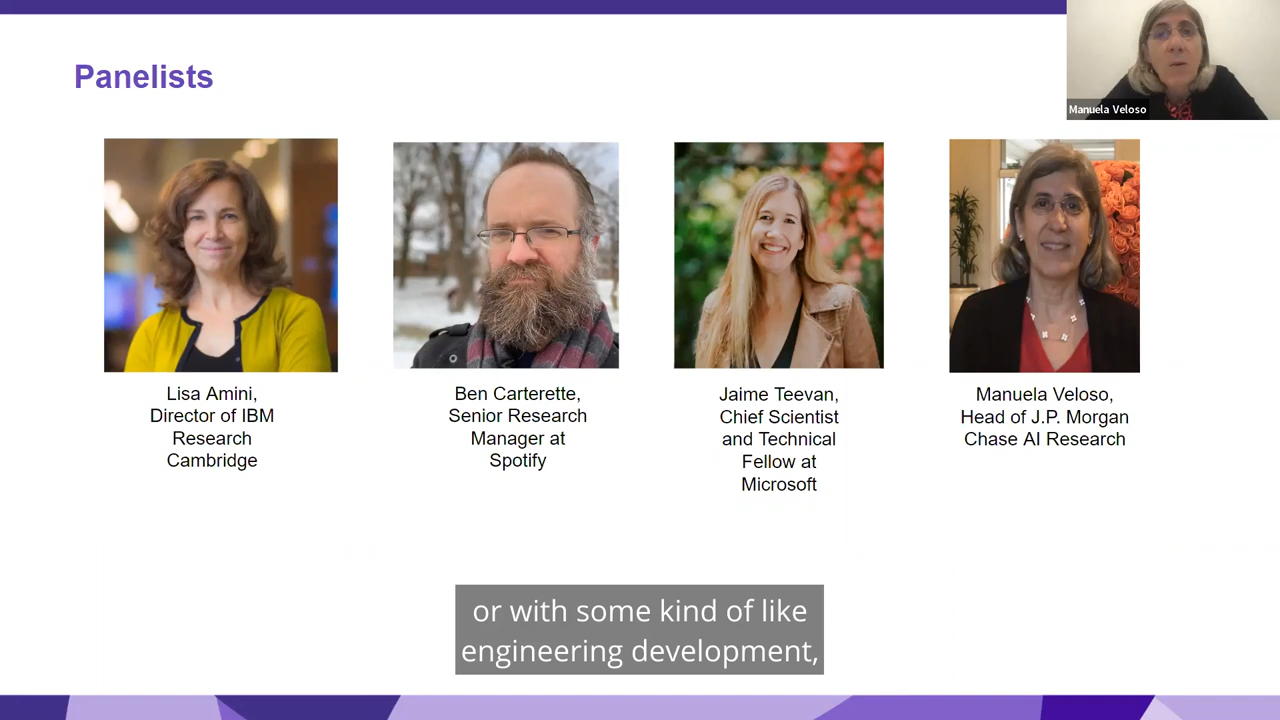 Panelists
Manuela Veloso
Lisa Amini,
Director of IBM
Research
Cambridge
Ben Carterette,
Senior Research
Manager at
Spotify
Jaime Teevan,
Chief Scientist
and Technical
Fellow at
Microsoft
Manuela Veloso,
Head of J.P. Morgan
Chase AI Research
or with some kind of like
engineering development,